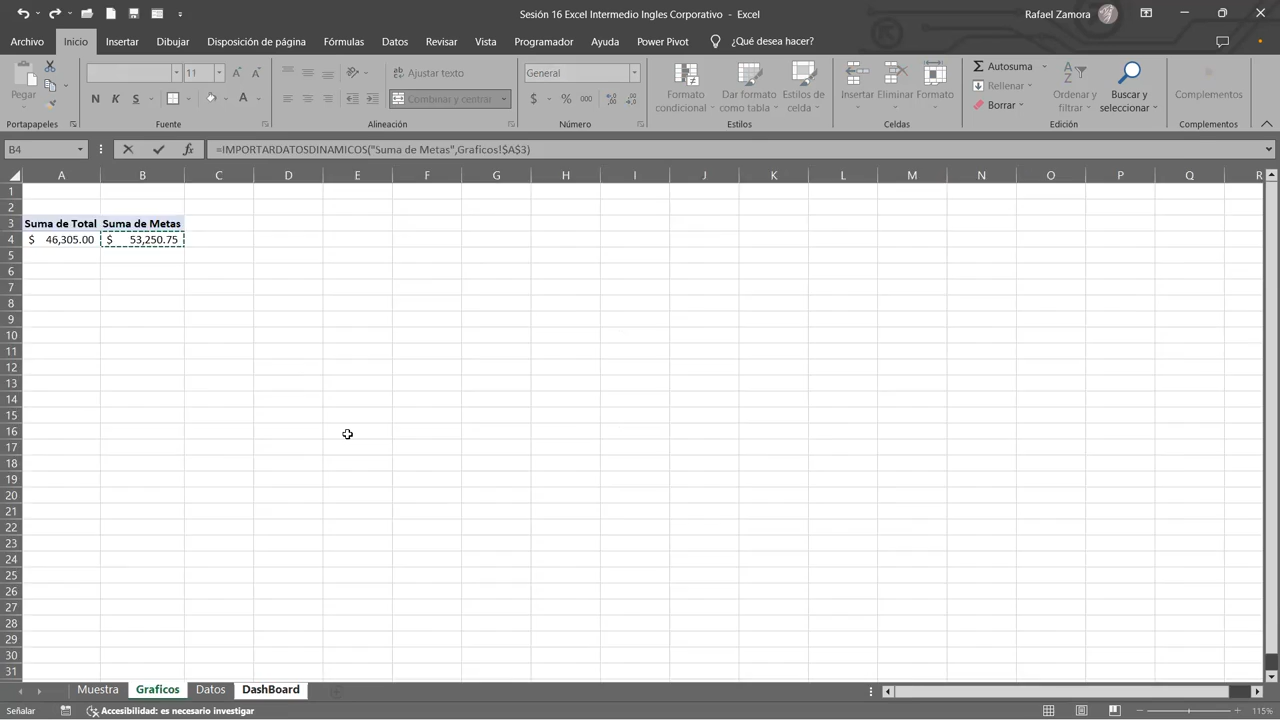 Sesión 16 Excel Intermedio Ingles Corporativo - Excel
Rafael Zamora
Archivo Inicio Insertar Dibujar Disposición de página Fórmulas Datos Revisar Vista Programador Ayuda Power Pivot ¿Qué desea hacer?
Pegar
Portapapeles
11
N K S
Fuente
Ajustar texto
Combinar y centrar
Alineación
General
$ % 000
Número
Formato condicional
Dar formato como tabla
Estilos de celda
Estilos
Insertar Eliminar Formato
Celdas
Autosuma
Rellenar
Borrar
Ordenar y filtrar
Buscar y seleccionar
Edición
Complementos
Complementos
B4
fx =IMPORTARDATOSDINAMICOS("Suma de Metas",Graficos!$A$3)
A B C D E F G H I J K L M N O P Q R
1
2
3 Suma de Total Suma de Metas
4 $ 46,305.00 $ 53,250.75
5
6
7
8
9
10
11
12
13
14
15
16
17
18
19
20
21
22
23
24
25
26
27
28
29
30
31
Muestra Graficos Datos DashBoard
Señalar Accesibilidad: es necesario investigar 115%